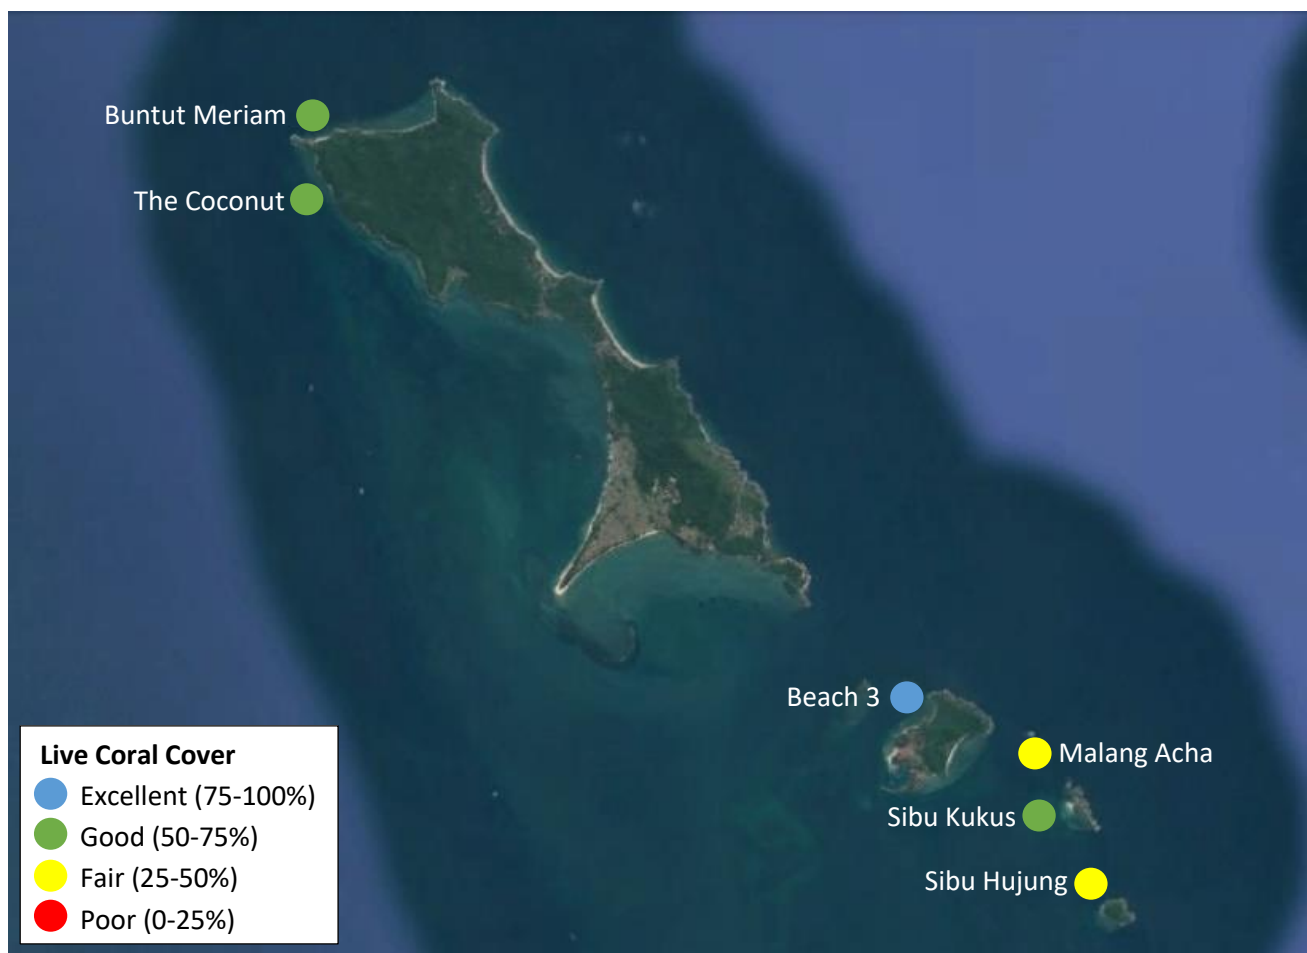 Buntut Meriam
The Coconut
Beach 3
Malang Acha
Sibu Kukus
Sibu Hujung
Live Coral Cover
Excellent (75-100%)
Good (50-75%)
Fair (25-50%)
Poor (0-25%)